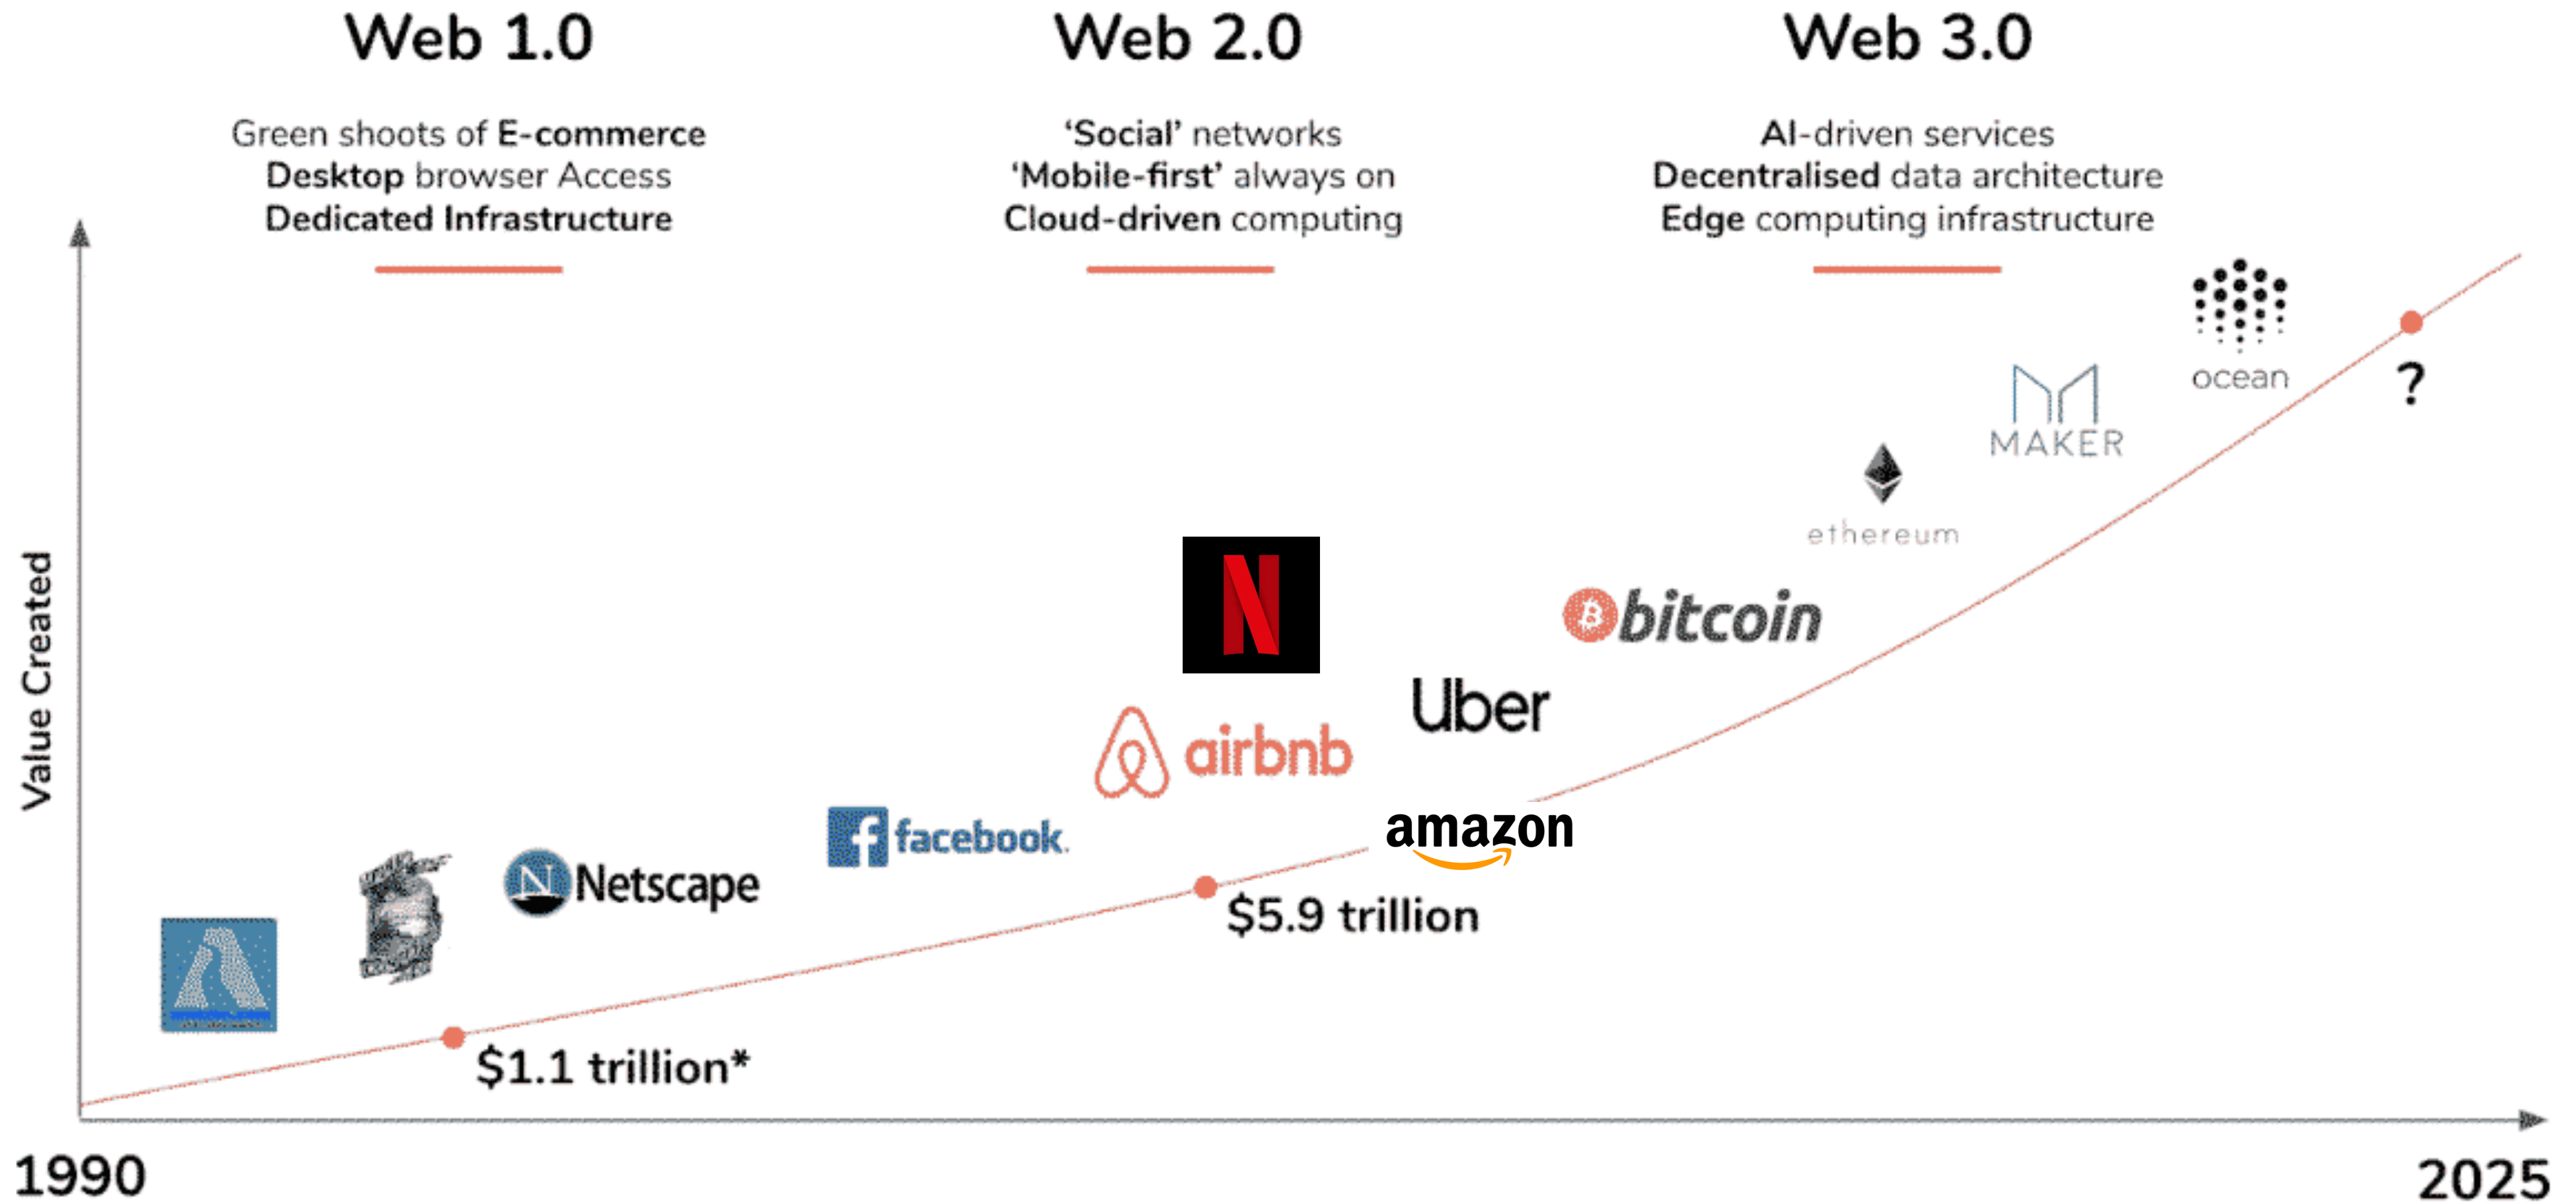 Web 1.0
Green shoots of E-commerce
Desktop browser Access
Dedicated Infrastructure
Web 2.0
‘Social’ networks
‘Mobile-first’ always on
Cloud-driven computing
Web 3.0
AI-driven services
Decentralised data architecture
Edge computing infrastructure
Value Created
Netscape
facebook.
airbnb
N
Uber
amazon
bitcoin
ethereum
MAKER
ocean
$1.1 trillion*
$5.9 trillion
?
1990
2025